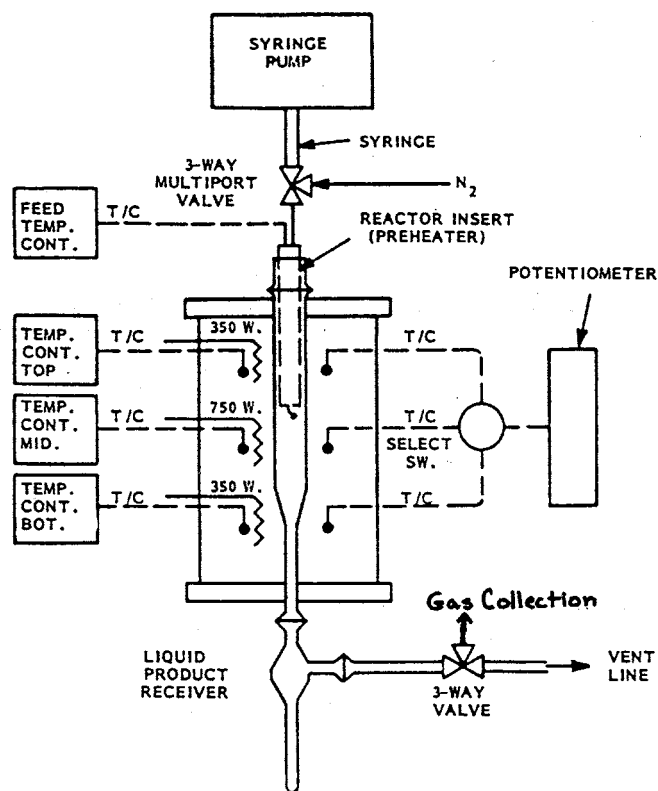 SYRINGE
PUMP
SYRINGE
3-WAY
MULTIPORT
VALVE
N2
FEED
TEMP.
CONT.
T/C
REACTOR INSERT
(PREHEATER)
POTENTIOMETER
TEMP.
CONT.
TOP
T/C
350 W.
T/C
TEMP.
CONT.
MID.
T/C
750 W.
T/C
SELECT
SW.
TEMP.
CONT.
BOT.
T/C
350 W.
T/C
Gas Collection
LIQUID
PRODUCT
RECEIVER
3-WAY
VALVE
VENT
LINE